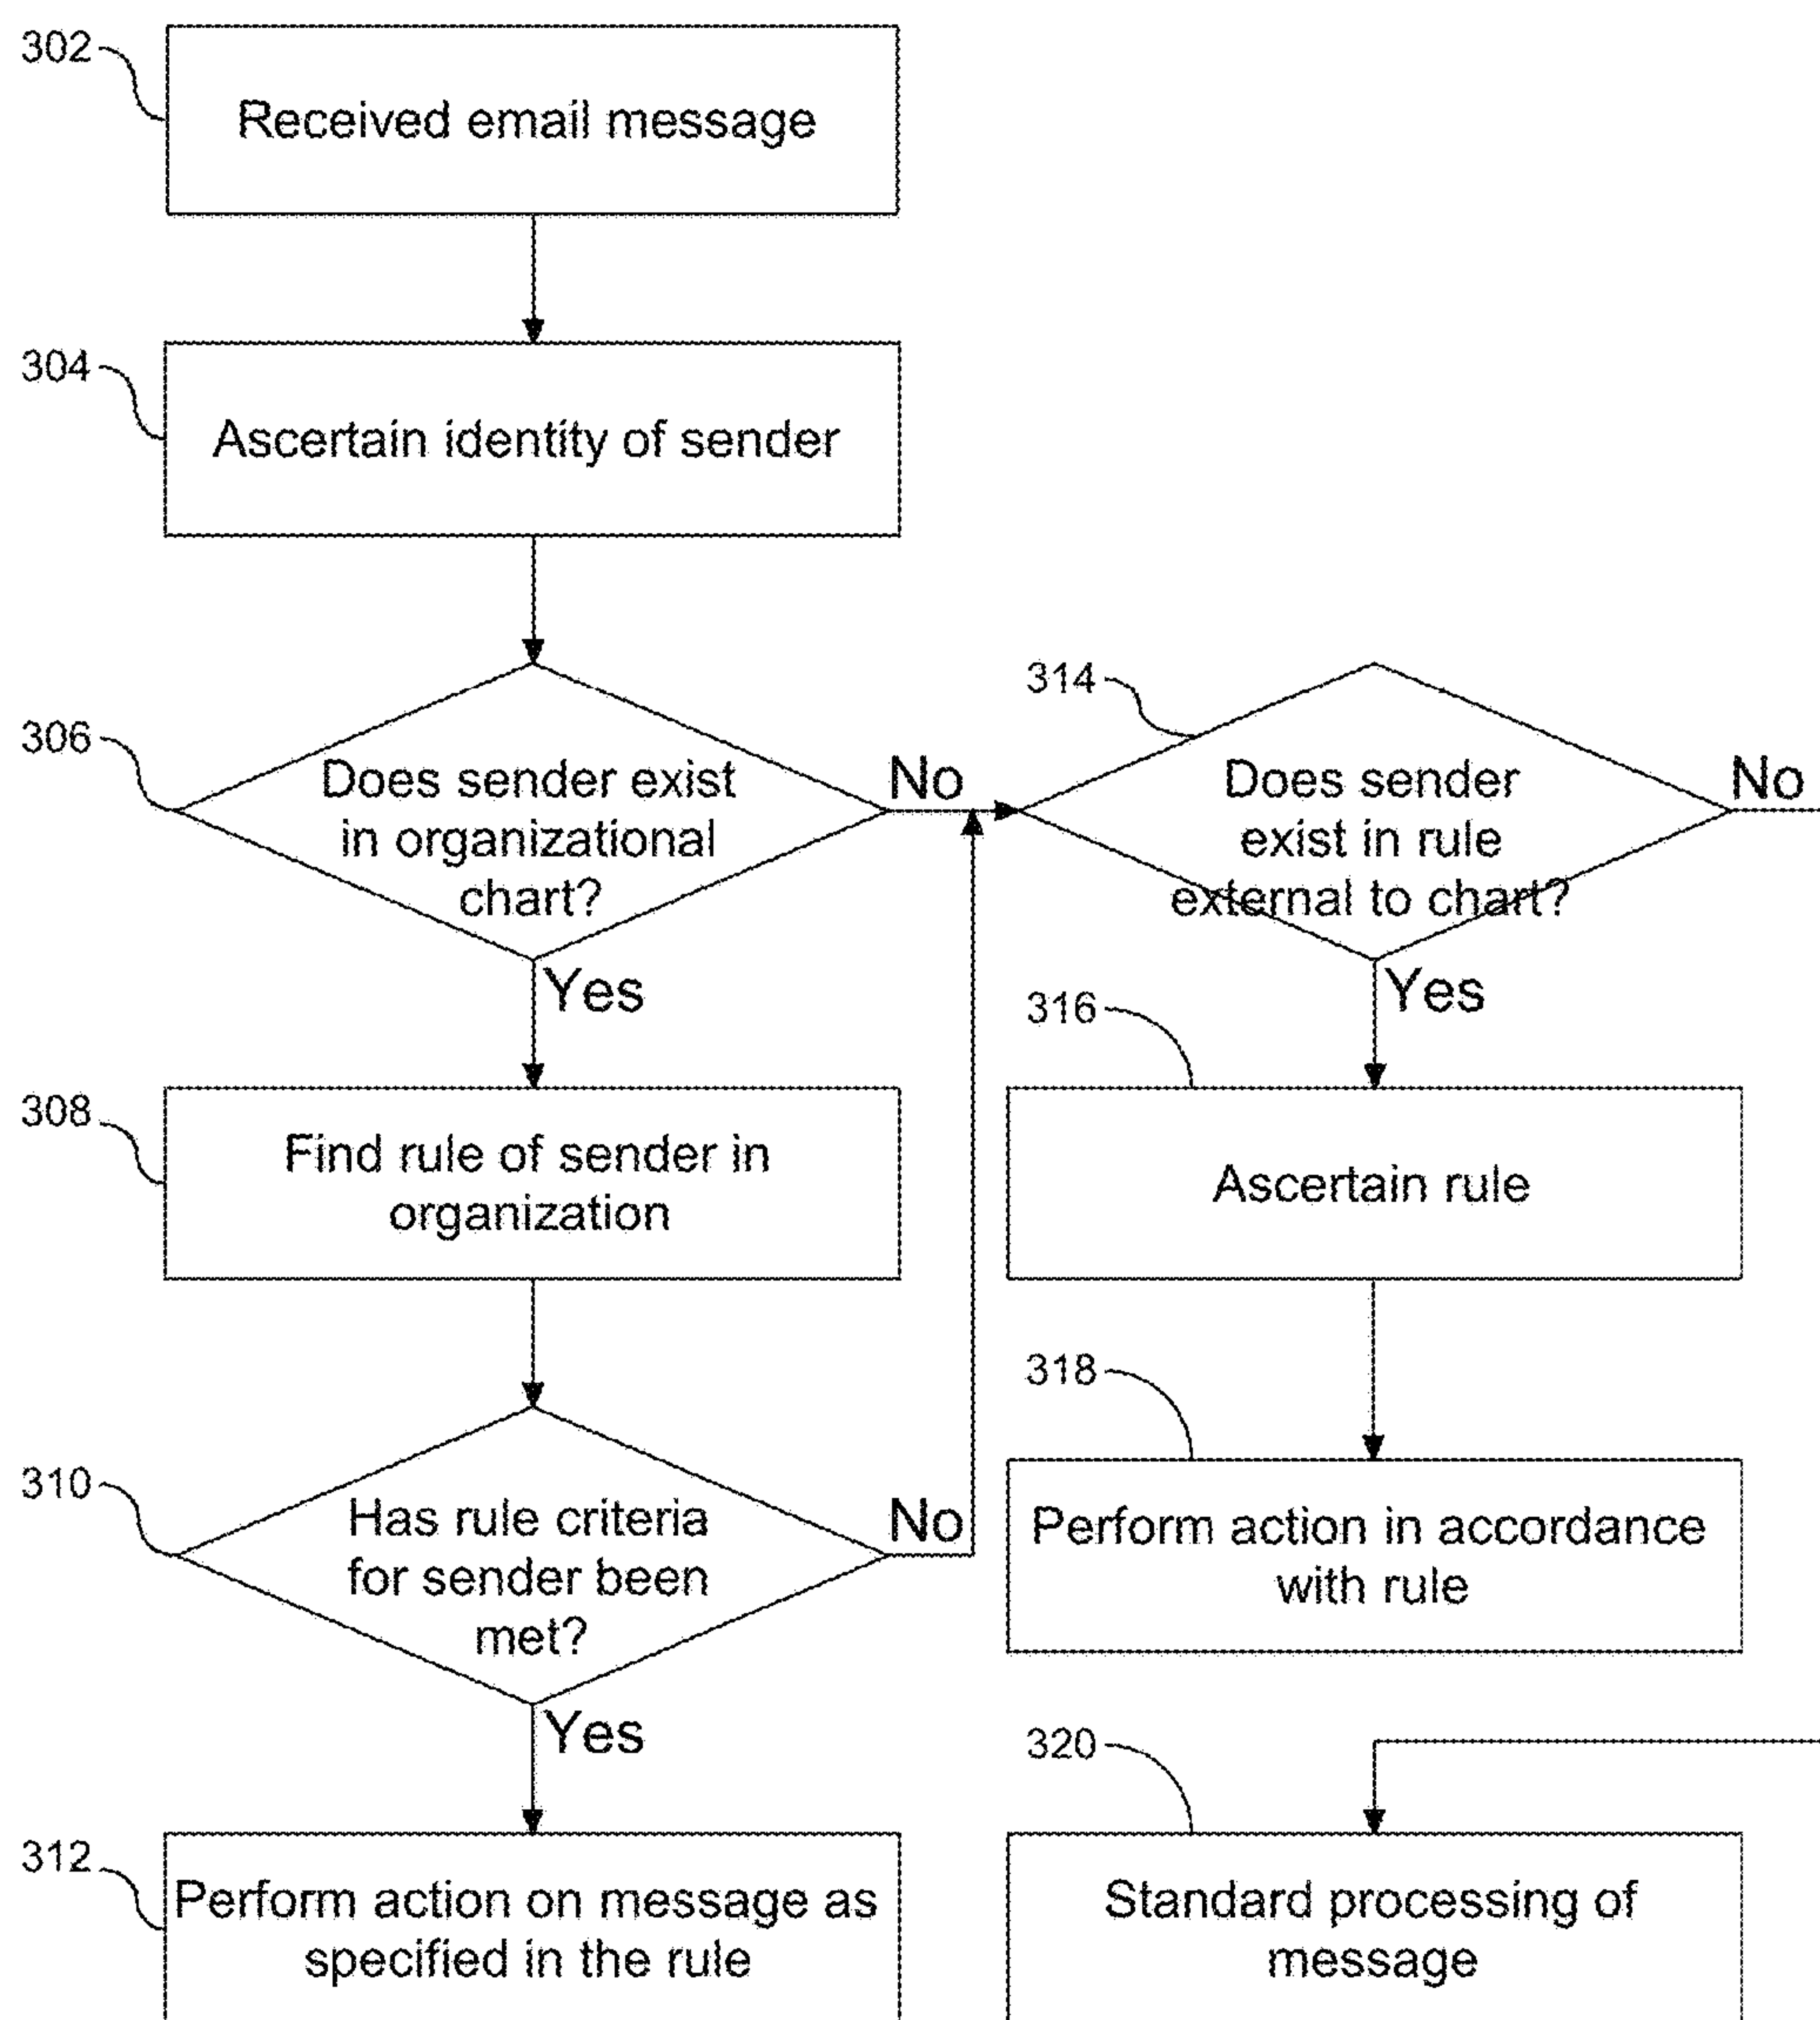 302
Received email message
304
Ascertain identity of sender
306
Does sender exist
in organizational
chart?
No
Yes
308
Find rule of sender in
organization
310
Has rule criteria
for sender been
met?
No
Yes
312
Perform action on message as
specified in the rule
314
Does sender
exist in rule
external to chart?
No
Yes
316
Ascertain rule
318
Perform action in accordance
with rule
320
Standard processing of
message